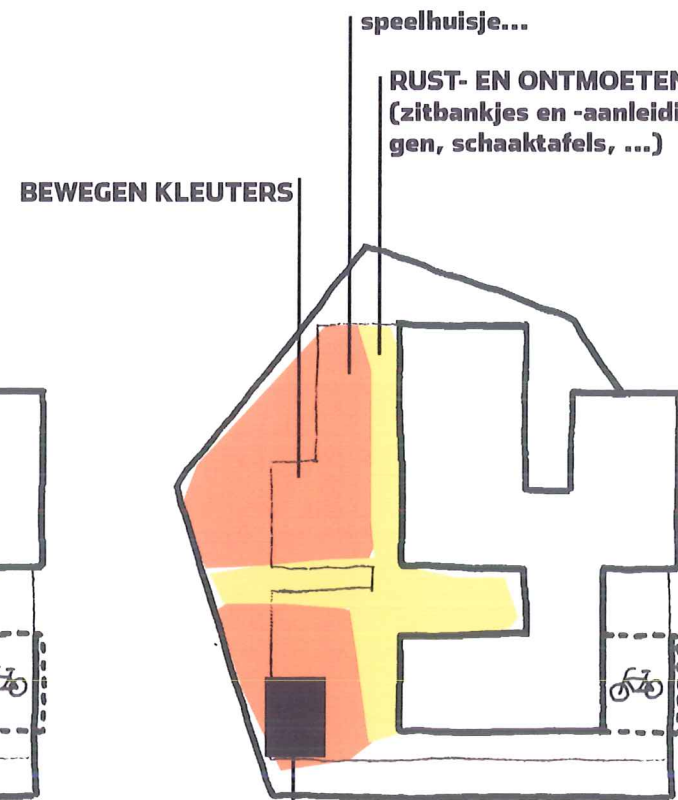 speelhuisje...
RUST- EN ONTMOETEN
(zitbankjes en -aanleidi
gen, schaaktafels, ...)
BEWEGEN KLEUTERS